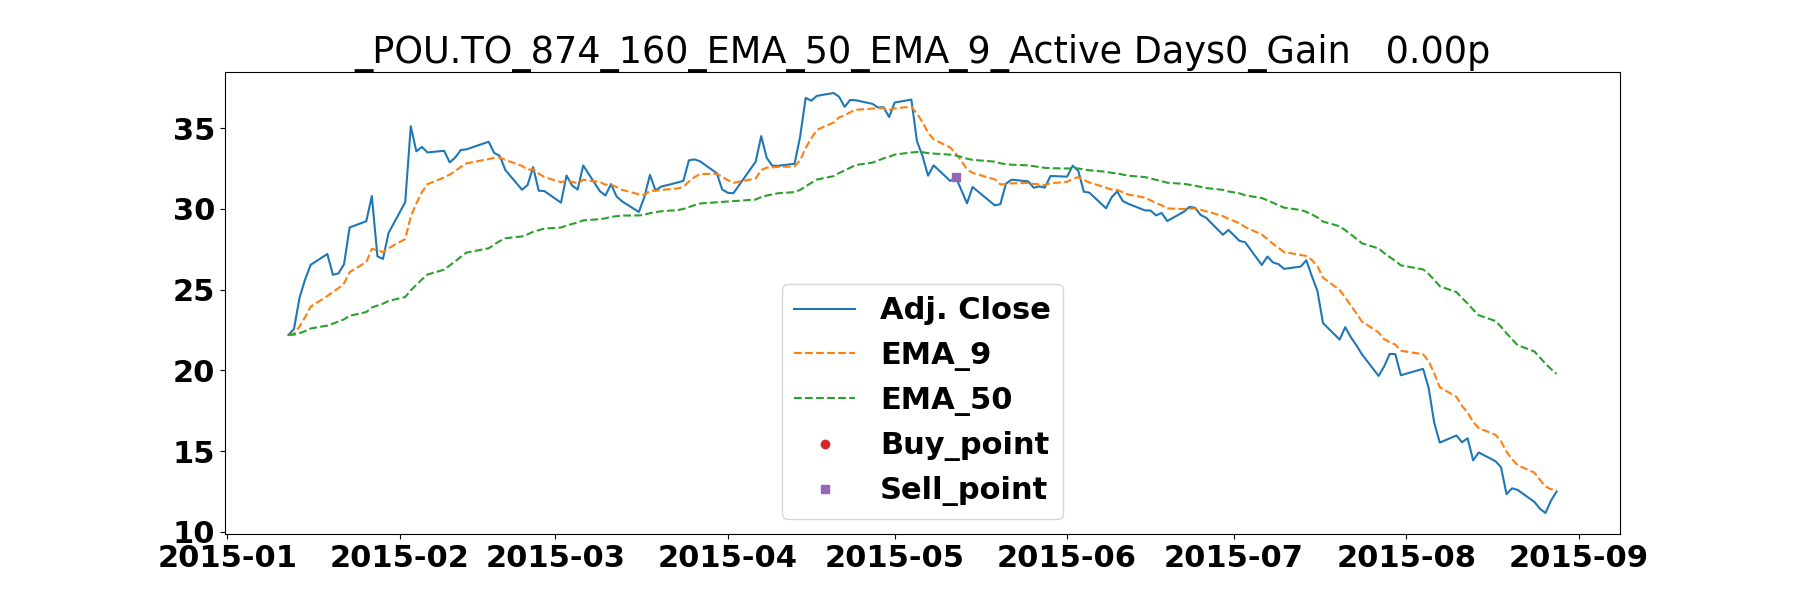 _POU.TO_874_160_EMA_50_EMA_9_Active Days0_Gain   0.00p
35
30
25
20
15
10
Adj. Close
EMA_9
EMA_50
Buy_point
Sell_point
2015-01 2015-02 2015-03 2015-04 2015-05 2015-06 2015-07 2015-08 2015-09